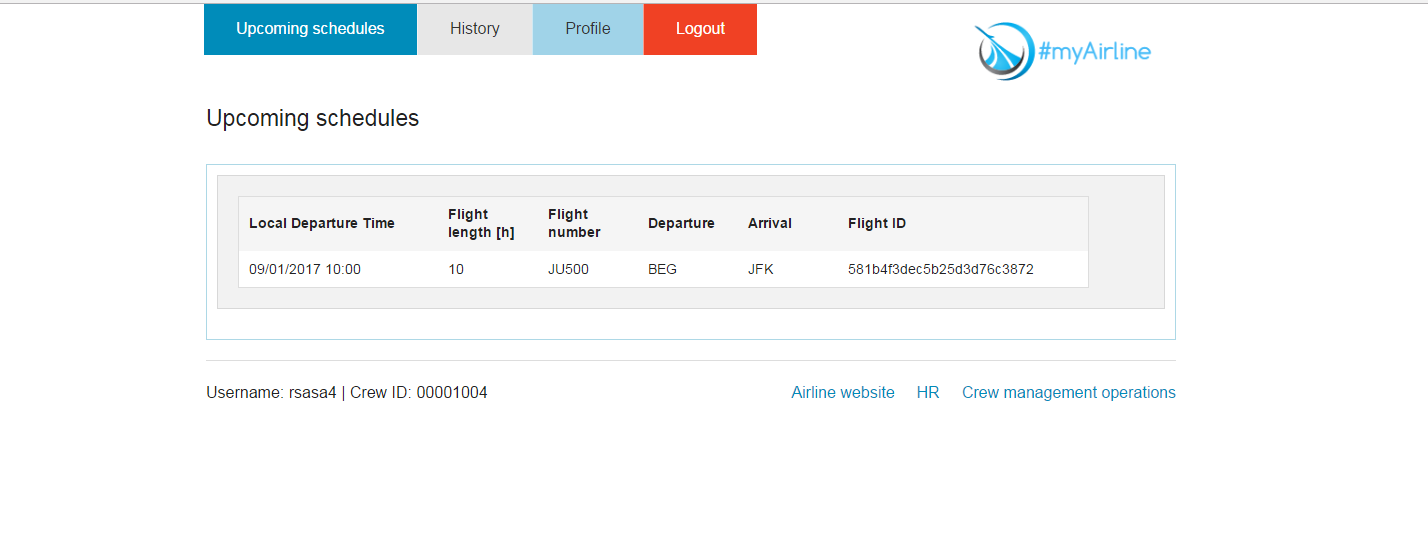 Upcoming schedules History Profile Logout
#myAirline
Upcoming schedules
Local Departure Time Flight length [h] Flight number Departure Arrival Flight ID
09/01/2017 10:00 10 JU500 BEG JFK 581b4f3dec5b25d3d76c3872
Username: rsasa4 | Crew ID: 00001004 Airline website HR Crew management operations